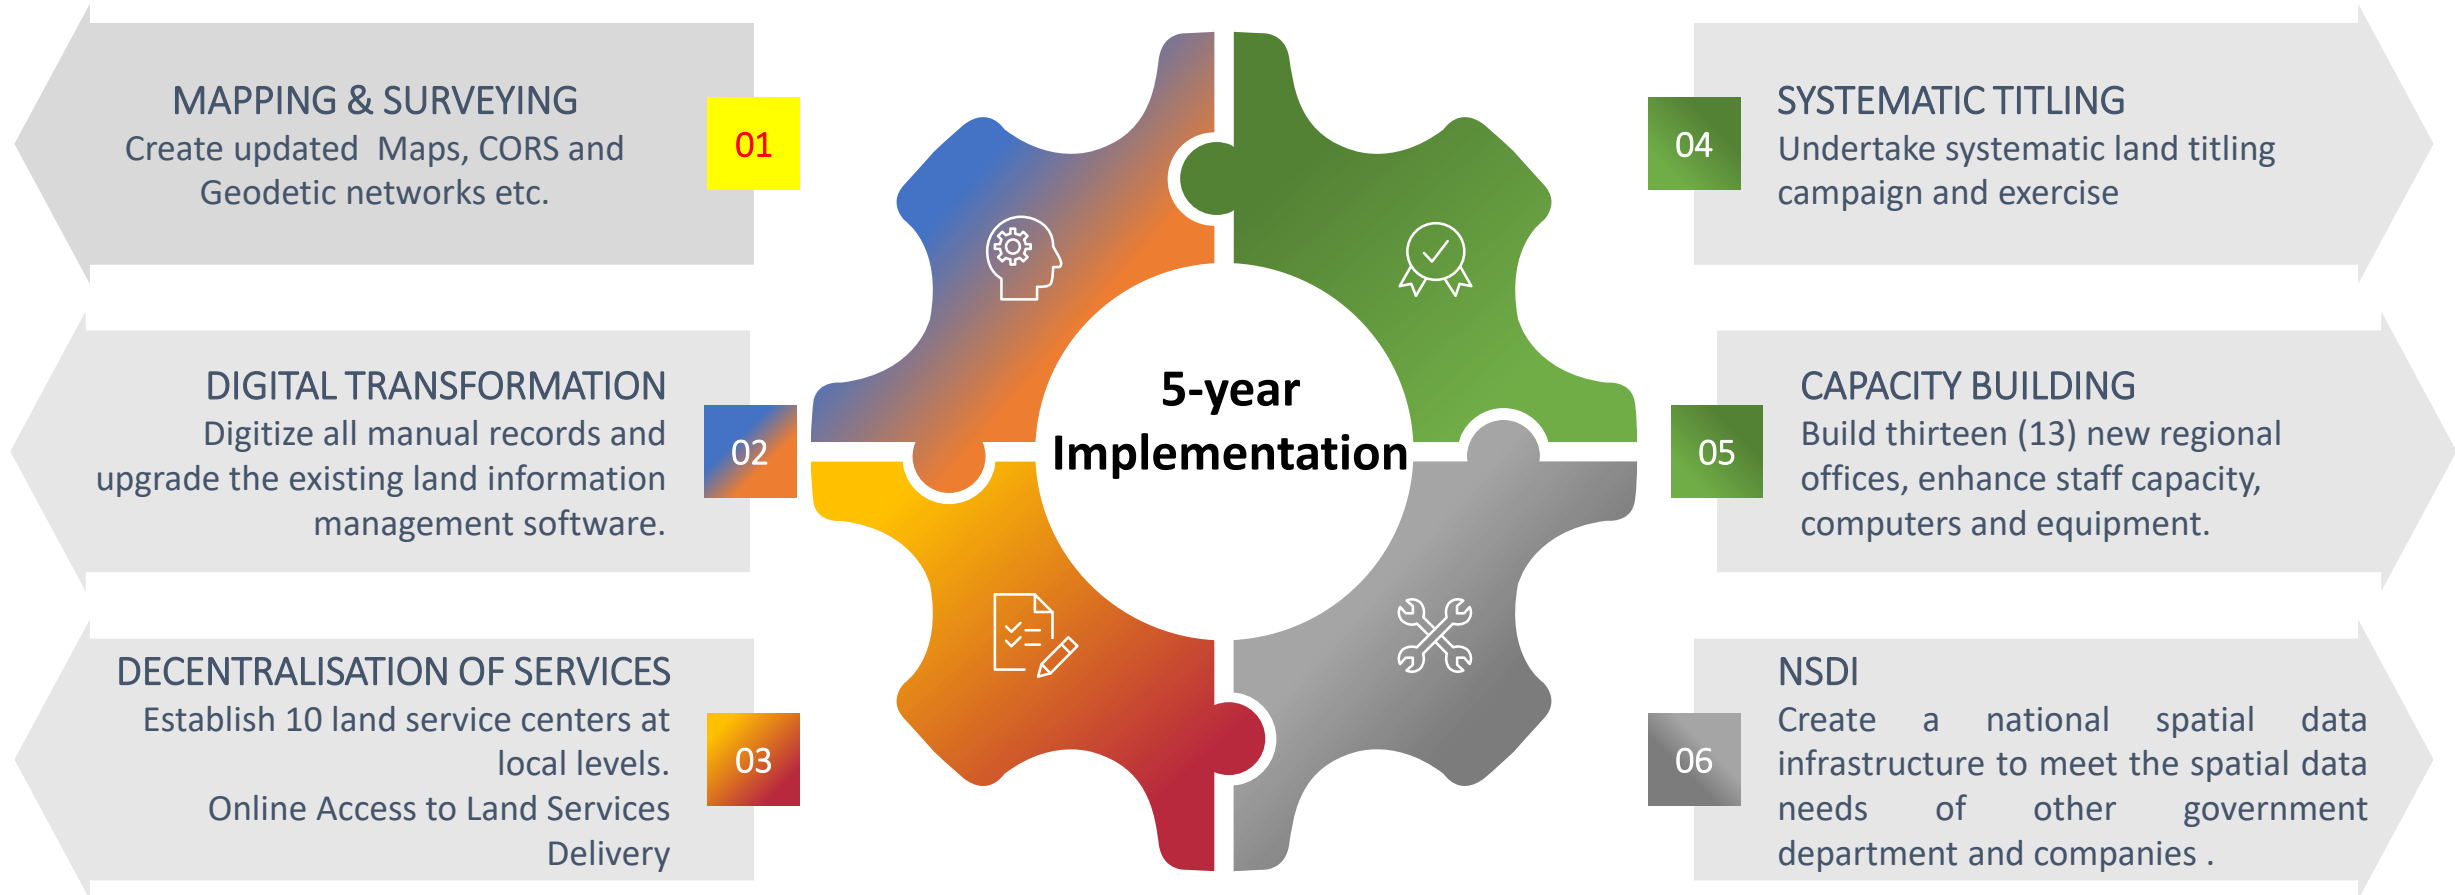 MAPPING & SURVEYING
Create updated Maps, CORS and
Geodetic networks etc.
01
DIGITAL TRANSFORMATION
Digitize all manual records and
upgrade the existing land information
management software.
02
DECENTRALISATION OF SERVICES
Establish 10 land service centers at
local levels.
Online Access to Land Services
Delivery
03
5-year
Implementation
04
SYSTEMATIC TITLING
Undertake systematic land titling
campaign and exercise
05
CAPACITY BUILDING
Build thirteen (13) new regional
offices, enhance staff capacity,
computers and equipment.
06
NSDI
Create a national spatial data
infrastructure to meet the spatial data
needs of other government
department and companies .